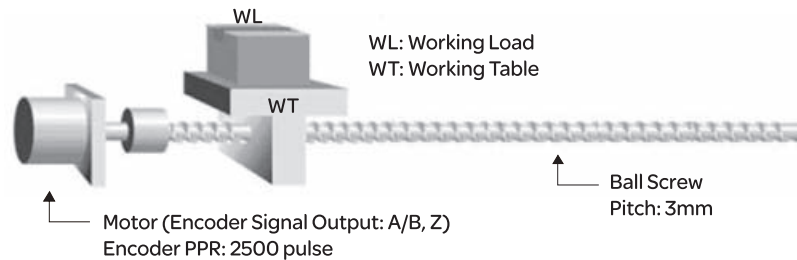 WL
WL: Working Load
WT: Working Table
WT
Ball Screw
Pitch: 3mm
Motor (Encoder Signal Output: A/B, Z)
Encoder PPR: 2500 pulse